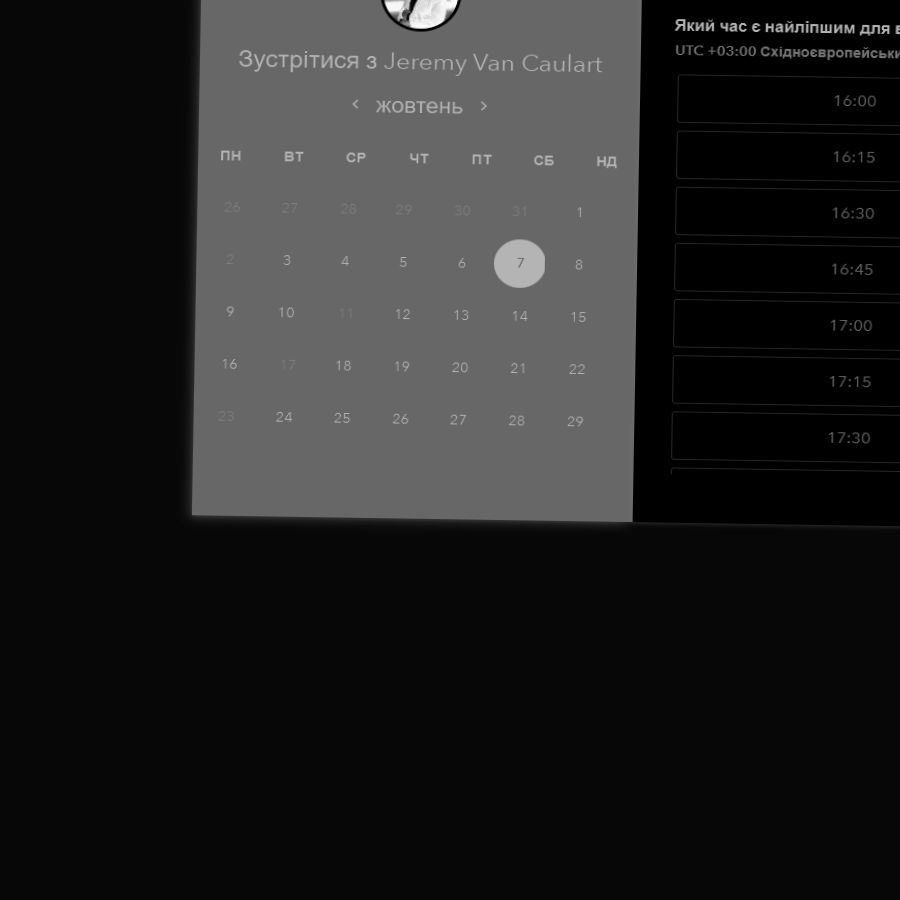 Зустрітися з Jeremy Van Caulart
жовтень
ПН ВТ СР ЧТ ПТ СБ НД
26 27 28 29 30 31 1
2 3 4 5 6 7 8
9 10 11 12 13 14 15
16 17 18 19 20 21 22
23 24 25 26 27 28 29
Який час є найліпшим для
UTC +03:00
16:00
16:15
16:30
16:45
17:00
17:15
17:30